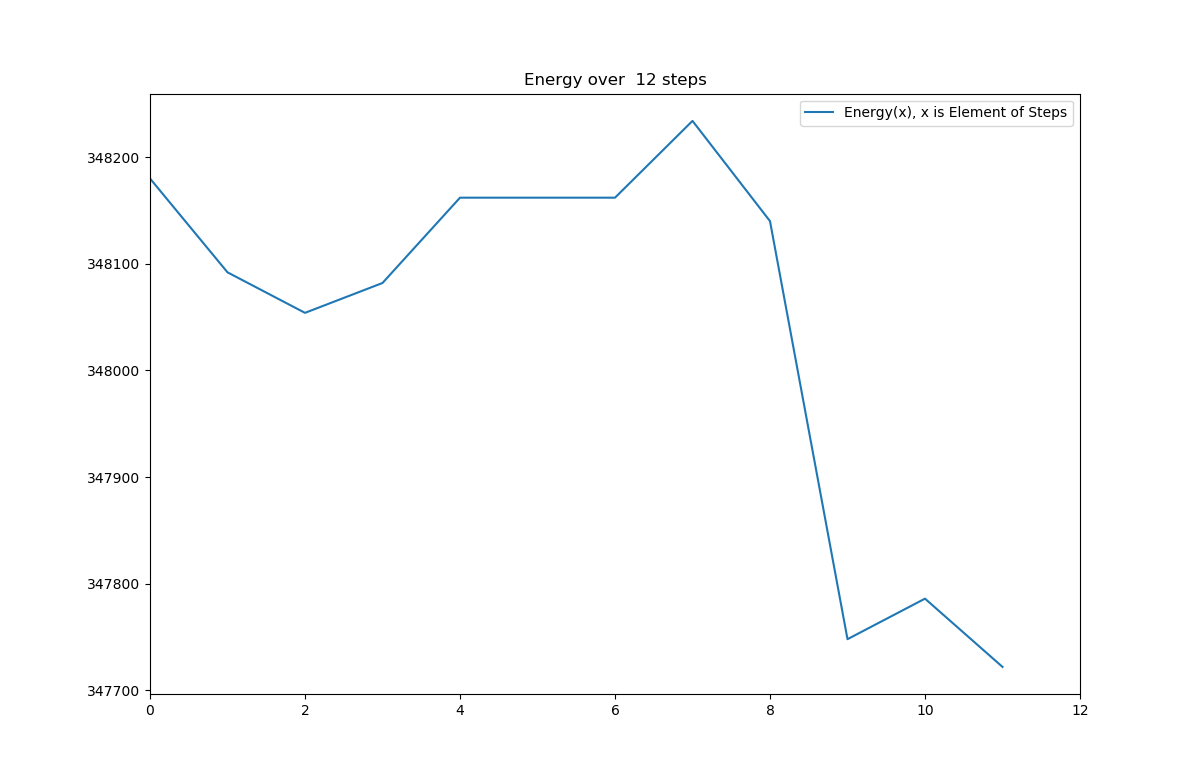 Energy over  12 steps
Energy(x), x is Element of Steps
348200
348100
348000
347900
347800
347700
0 2 4 6 8 10 12